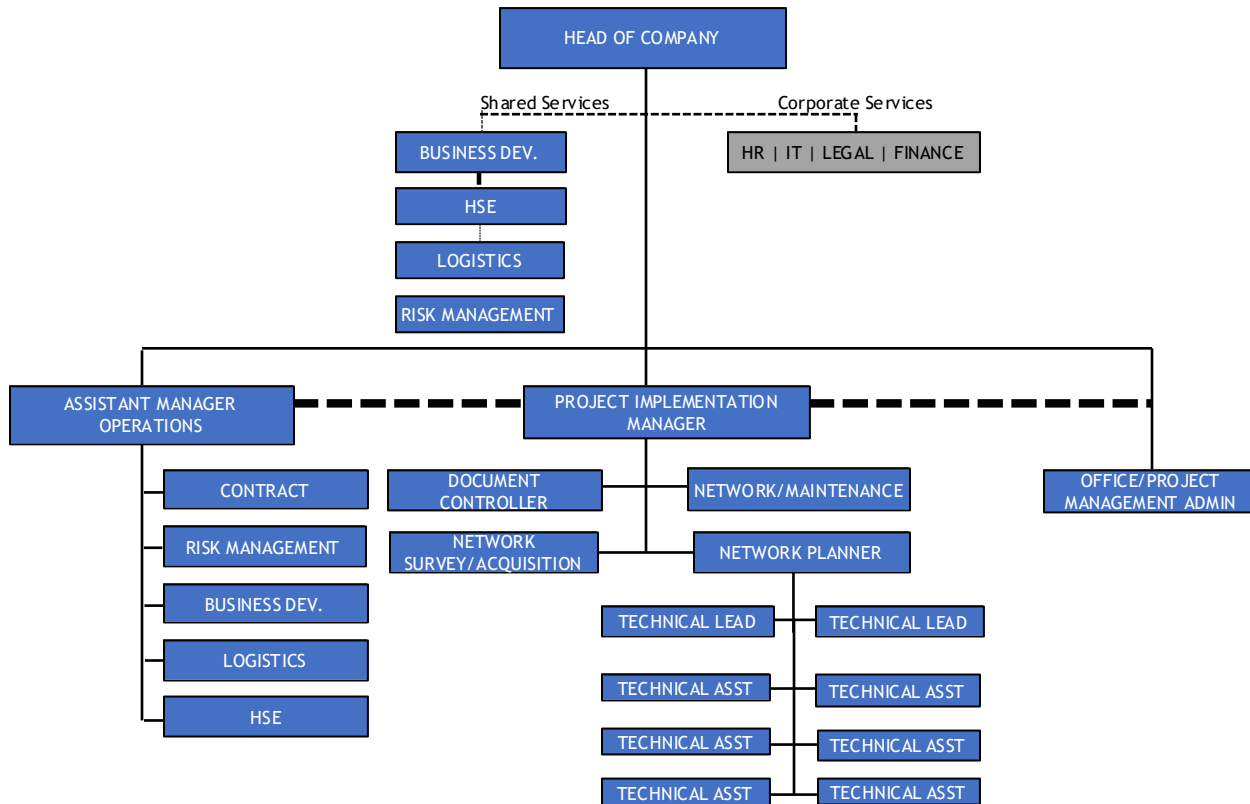 HEAD OF COMPANY
Shared Services
Corporate Services
BUSINESS DEV.
HR | IT | LEGAL | FINANCE
HSE
LOGISTICS
RISK MANAGEMENT
ASSISTANT MANAGER
OPERATIONS
PROJECT IMPLEMENTATION
MANAGER
CONTRACT
RISK MANAGEMENT
BUSINESS DEV.
LOGISTICS
HSE
DOCUMENT
CONTROLLER
NETWORK/MAINTENANCE
NETWORK
SURVEY/ACQUISITION
NETWORK PLANNER
TECHNICAL LEAD
TECHNICAL LEAD
TECHNICAL ASST
TECHNICAL ASST
TECHNICAL ASST
TECHNICAL ASST
TECHNICAL ASST
TECHNICAL ASST
OFFICE/PROJECT
MANAGEMENT ADMIN